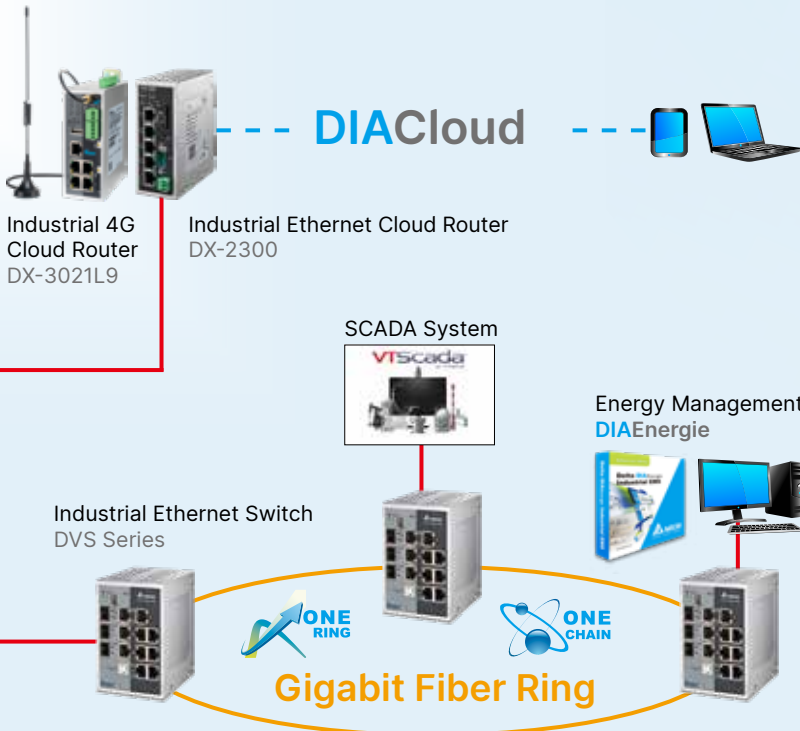 DIACloud
Industrial 4G
Cloud Router
DX-3021L9
Industrial Ethernet Cloud Router
DX-2300
SCADA System
VTScada
Energy Management
DIAEnergie
Industrial Ethernet Switch
DVS Series
ONE
RING
ONE
CHAIN
Gigabit Fiber Ring